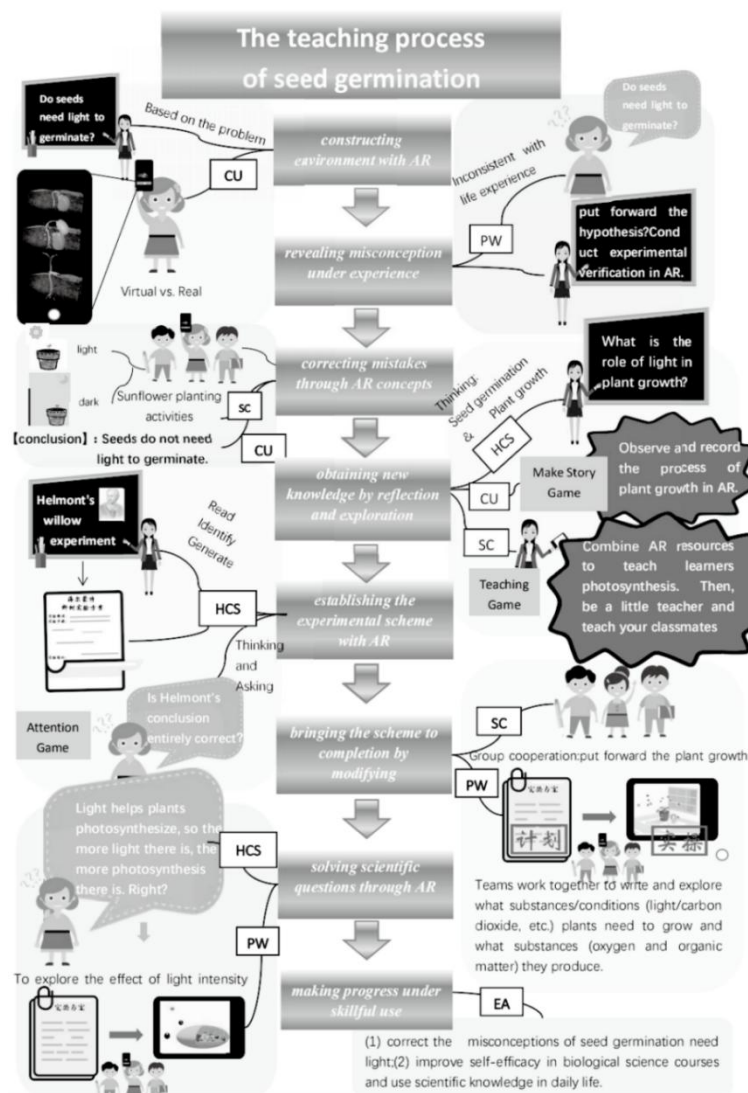 The teaching process
of seed germination
Do seeds
need light to
germinate?
Based on the problem
CU
Virtual vs. Real
constructing
environment with AR
Do seeds
need light to
germinate?
Inconsistent with
life experience
PW
put forward the
hypothesis?Cond
uct experimental
verification in AR.
revealing misconception
under experience
light
dark
Sunflower planting
activities
SC
CU
【conclusion】: Seeds do not need
light to germinate.
correcting mistakes
through AR concepts
What is the
role of light in
plant growth?
Thinking:
Seed germination
& Plant growth
HCS
CU
SC
Make Story
Game
Observe and record
the process of
plant growth in AR.
Teaching
Game
Combine AR resources
to teach learners
photosynthesis. Then,
be a little teacher and
teach your classmates
obtaining new
knowledge by reflection
and exploration
Helmont's
willow
experiment
Read
Identify
Generate
HCS
Thinking
and
Asking
establishing the
experimental scheme
with AR
Attention
Game
Is Helmont's
conclusion
entirely correct?
bringing the scheme to
completion by
modifying
SC
Group cooperation:put forward the plant growth
PW
计划
实操
Teams work together to write and explore
what substances/conditions (light/carbon
dioxide, etc.) plants need to grow and
what substances (oxygen and organic
matter) they produce.
Light helps plants
photosynthesize, so the
more light there is, the
more photosynthesis
there is. Right?
HCS
PW
solving scientific
questions through AR
To explore the effect of light intensity
making progress under
skillful use
EA
(1) correct the misconceptions of seed germination need
light;(2) improve self-efficacy in biological science courses
and use scientific knowledge in daily life.